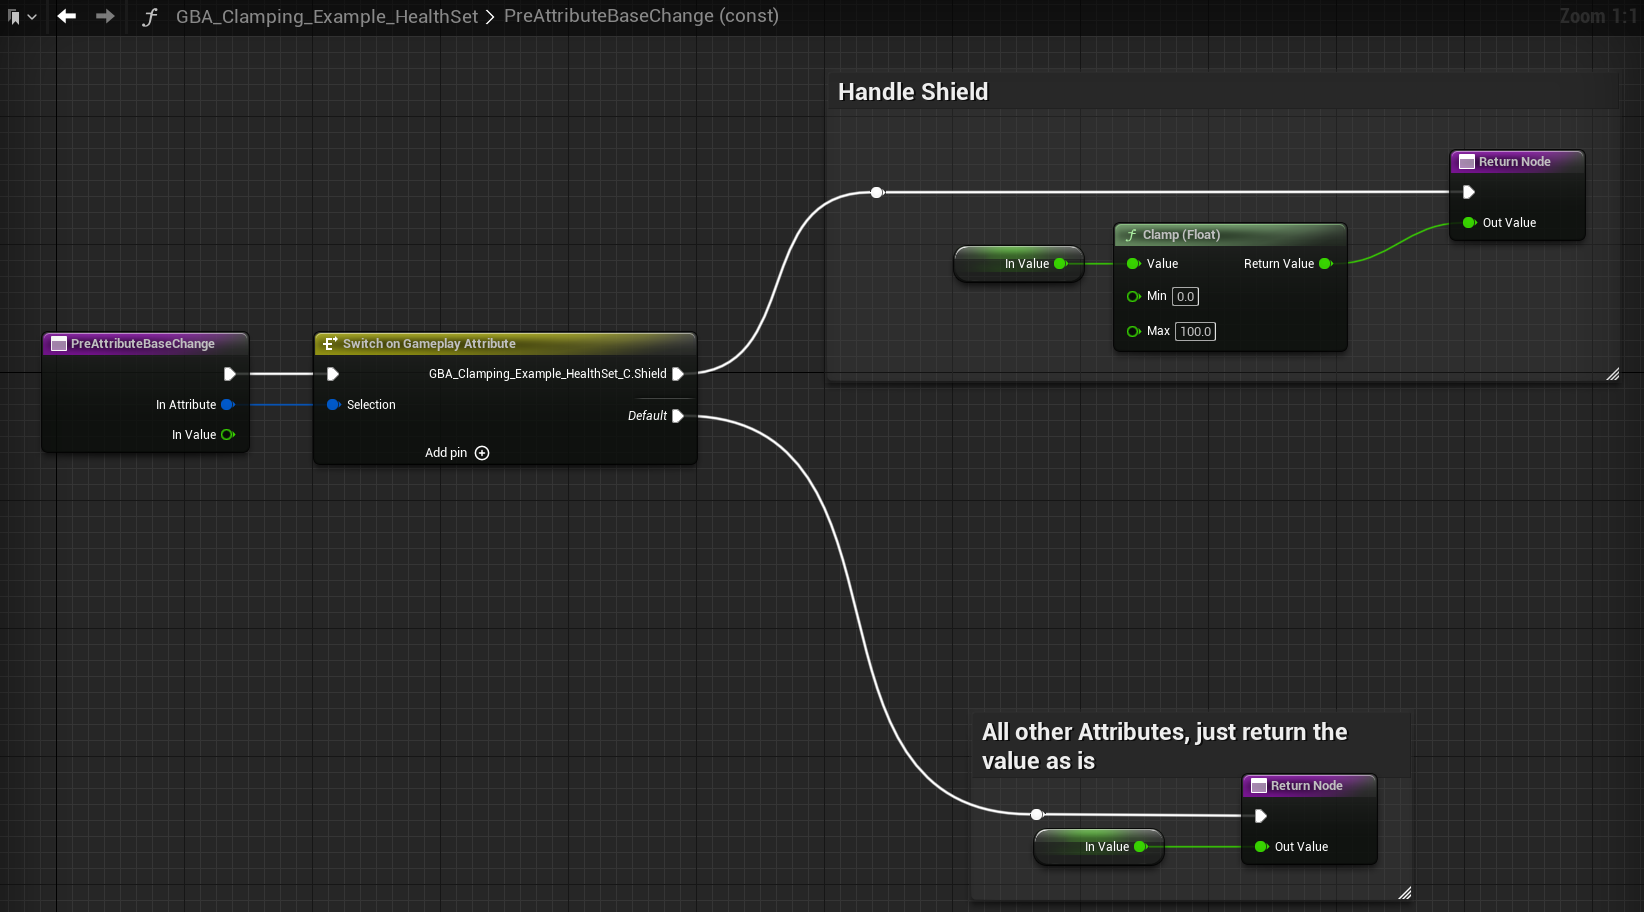 GBA_Clamping_Example_HealthSet > PreAttributeBaseChange (const)
Zoom 1:1
Handle Shield
Return Node
Out Value
Clamp (Float)
In Value
Value
Return Value
Min 0.0
Max 100.0
PreAttributeBaseChange
In Attribute
In Value
Switch on Gameplay Attribute
GBA_Clamping_Example_HealthSet_C.Shield
Selection
Default
Add pin
All other Attributes, just return the
value as is
Return Node
In Value
Out Value